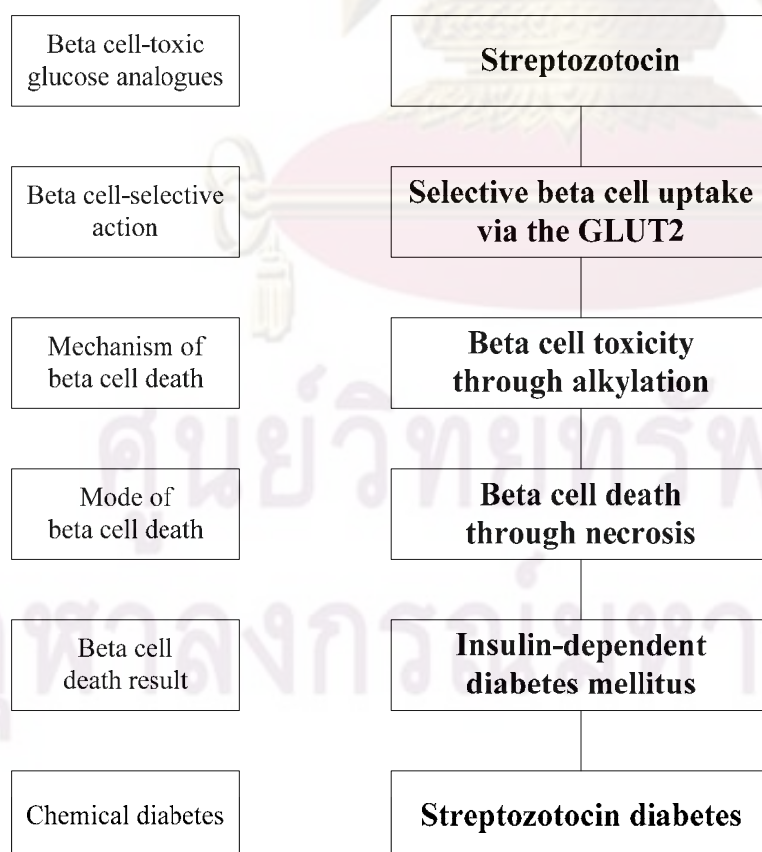 Beta cell-toxic
glucose analogues
Streptozotocin
Beta cell-selective
action
Selective beta cell uptake
via the GLUT2
Mechanism of
beta cell death
Beta cell toxicity
through alkylation
Mode of
beta cell death
Beta cell death
through necrosis
Beta cell
death result
Insulin-dependent
diabetes mellitus
Chemical diabetes
Streptozotocin diabetes